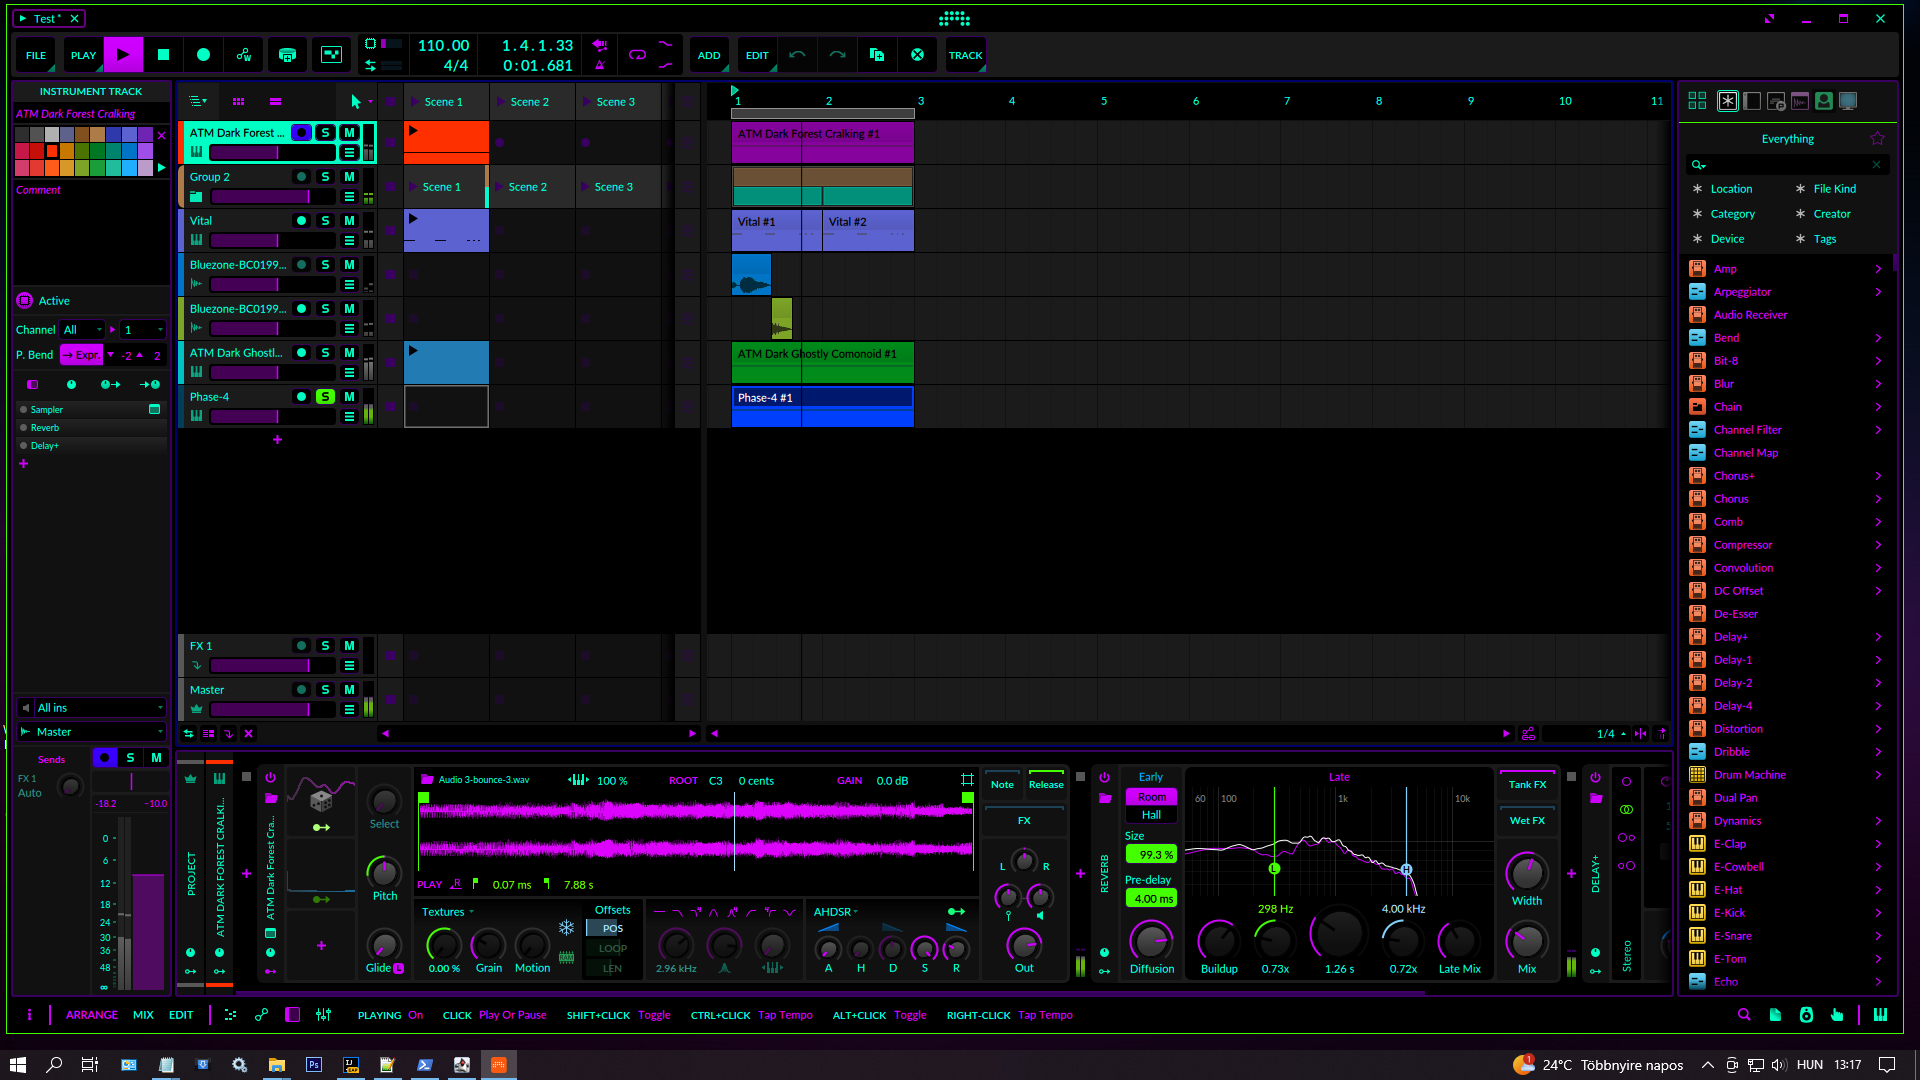 Test *
FILE
PLAY
110.00
4/4
1.4.1.33
0:01.681
ADD
EDIT
TRACK
INSTRUMENT TRACK
ATM Dark Forest Cralking
Comment
Active
Channel All 1
P. Bend Expr. -2 2
Sampler
Reverb
Delay+
All ins
Master
Sends
FX 1
Auto
S M
-18.2 -10.0
0
6
12
18
24
30
36
48
∞
Scene 1 Scene 2 Scene 3
ATM Dark Forest ... S M
Group 2 S M
Scene 1 Scene 2 Scene 3
Vital S M
Bluezone-BC0199... S M
Bluezone-BC0199... S M
ATM Dark Ghostl... S M
Phase-4 S M
FX 1 S M
Master S M
1 2 3 4 5 6 7 8 9 10 11
ATM Dark Forest Cralking #1
Vital #1 Vital #2
ATM Dark Ghostly Comonoid #1
Phase-4 #1
1/4
PROJECT
ATM DARK FOREST CRALKI...
ATM Dark Forest Cra...
Select
Pitch
Glide L
Audio 3-bounce-3.wav 100 % ROOT C3 0 cents GAIN 0.0 dB
PLAY R 0.07 ms 7.88 s
Textures
0.00 % Grain Motion
Offsets
POS
LOOP
LEN
2.96 kHz
AHDSR
A H D S R
Note Release
FX
L R
Out
REVERB
Early
Room
Hall
Size
99.3 %
Pre-delay
4.00 ms
Diffusion
Late
60 100 1k 10k
L H
298 Hz 4.00 kHz
Buildup 0.73x 1.26 s 0.72x Late Mix
Tank FX
Wet FX
Width
Mix
DELAY+
Stereo
Everything
Location File Kind
Category Creator
Device Tags
Amp
Arpeggiator
Audio Receiver
Bend
Bit-8
Blur
Chain
Channel Filter
Channel Map
Chorus+
Chorus
Comb
Compressor
Convolution
DC Offset
De-Esser
Delay+
Delay-1
Delay-2
Delay-4
Distortion
Dribble
Drum Machine
Dual Pan
Dynamics
E-Clap
E-Cowbell
E-Hat
E-Kick
E-Snare
E-Tom
Echo
ARRANGE MIX EDIT
PLAYING On CLICK Play Or Pause SHIFT+CLICK Toggle CTRL+CLICK Tap Tempo ALT+CLICK Toggle RIGHT-CLICK Tap Tempo
Ps
1 24°C Többnyire napos HUN 13:17